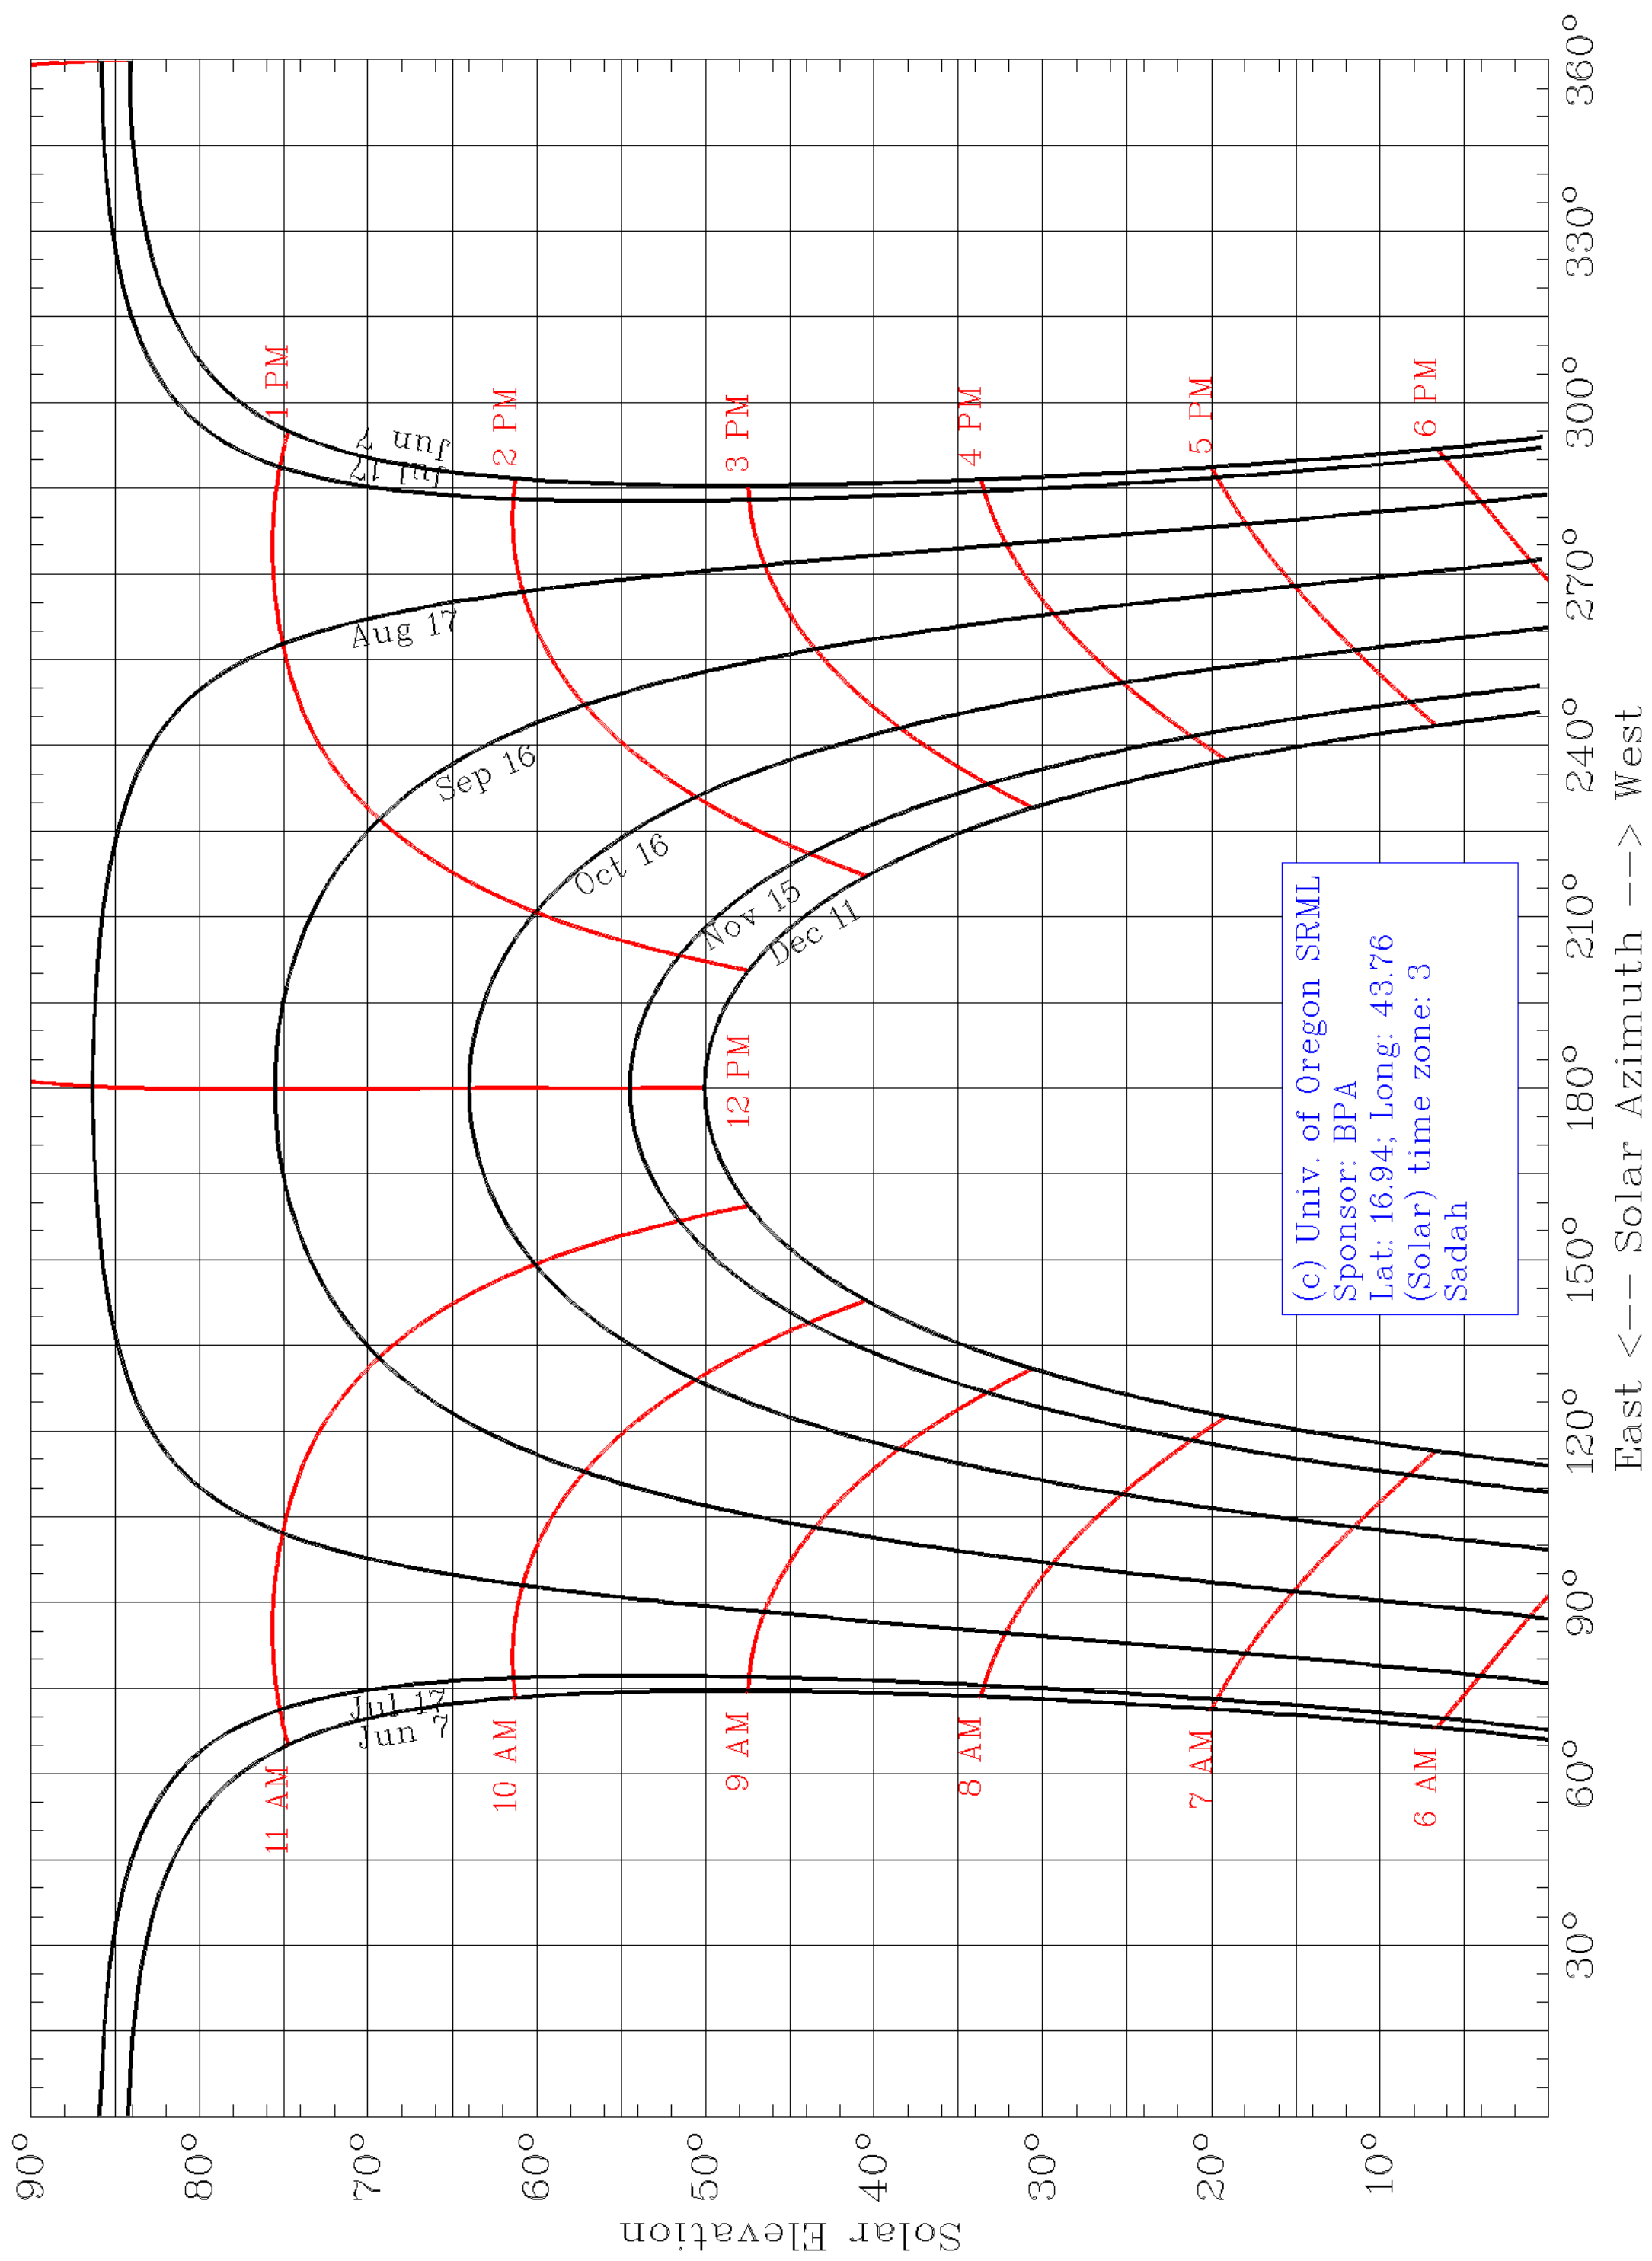 90°
80°
70°
60°
50°
40°
30°
20°
10°
Solar Elevation
30°
60°
90°
120°
150°
180°
210°
240°
270°
300°
330°
360°
East <-- Solar Azimuth --> West
11 AM
10 AM
9 AM
8 AM
7 AM
6 AM
12 PM
1 PM
2 PM
3 PM
4 PM
5 PM
6 PM
Jul 17
Jun 7
Aug 17
Sep 16
Oct 16
Nov 15
Dec 11
Jul 17
Jun 7
(c) Univ. of Oregon SRML
Sponsor: BPA
Lat: 16.94; Long: 43.76
(Solar) time zone: 3
Sadah